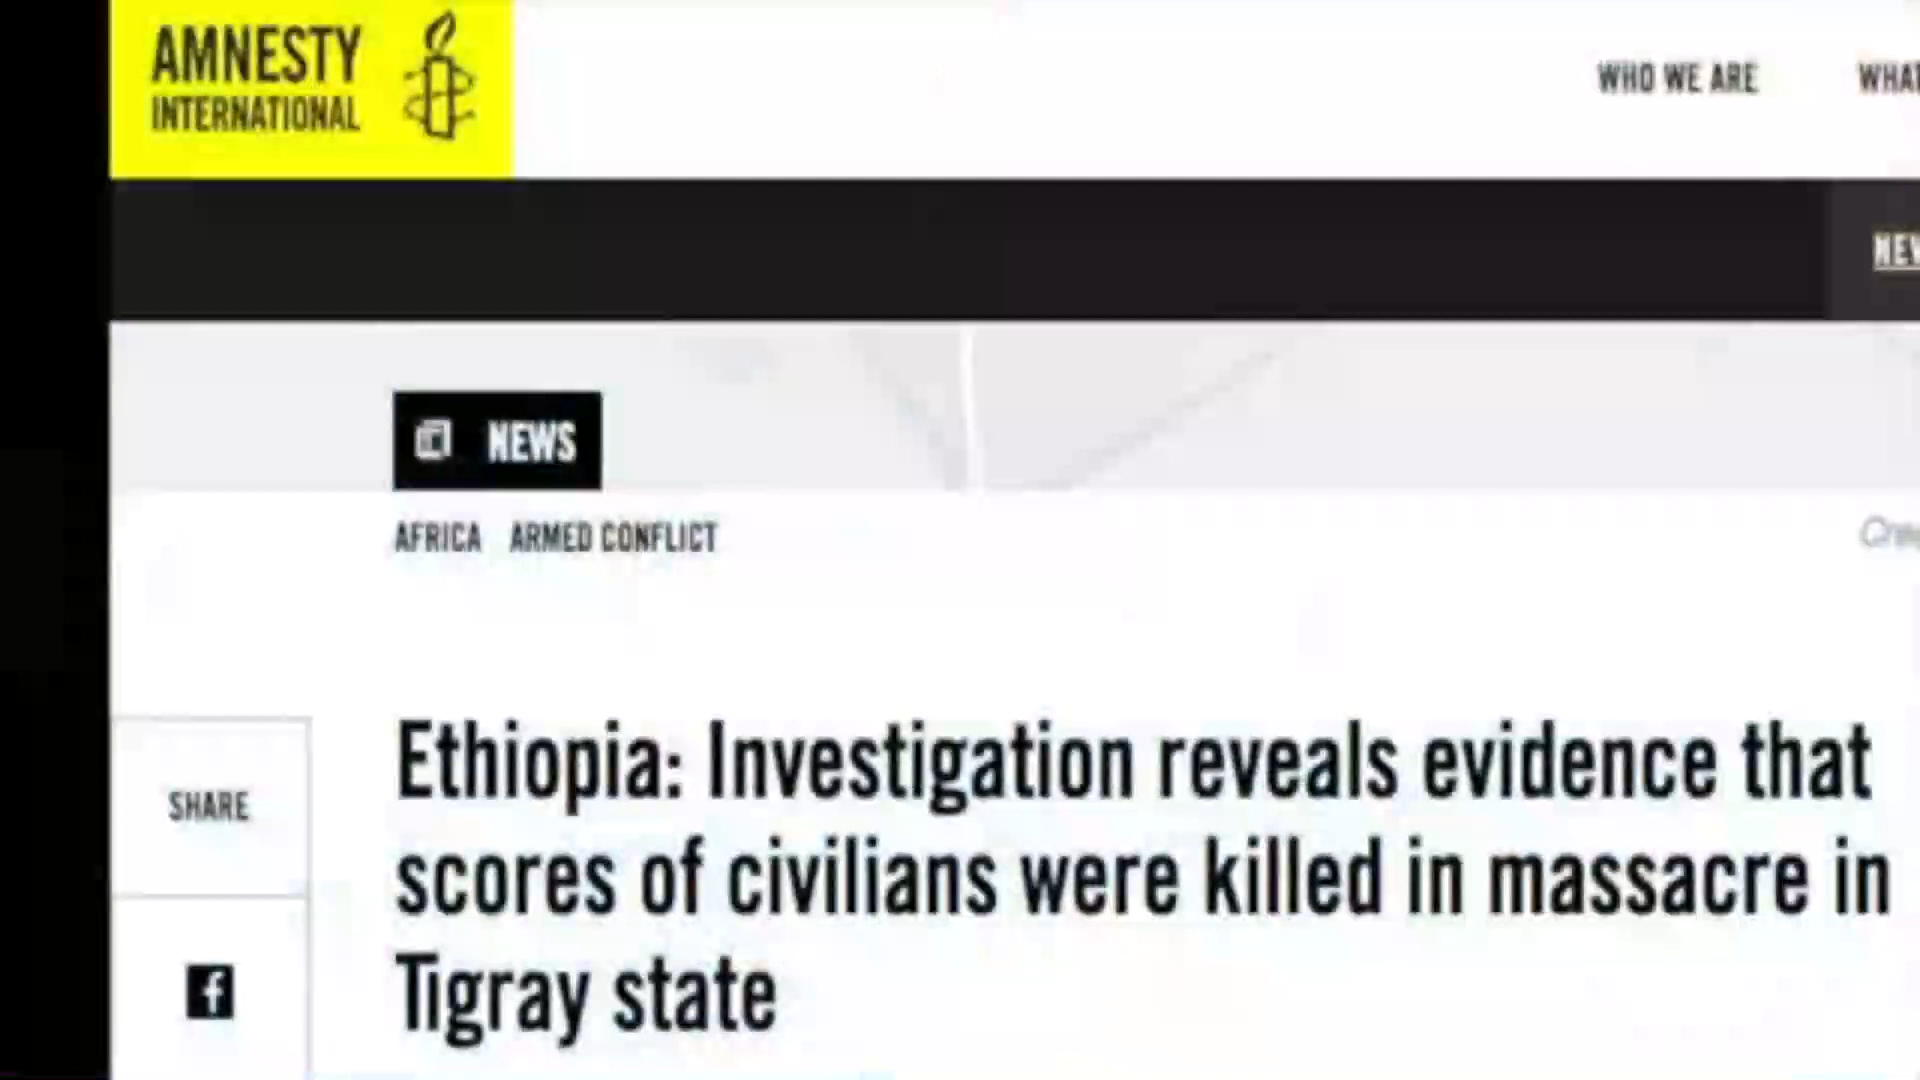 AMNESTY
INTERNATIONAL
WHO WE ARE
NEWS
AFRICA ARMED CONFLICT
SHARE
Ethiopia: Investigation reveals evidence that
scores of civilians were killed in massacre in
Tigray state